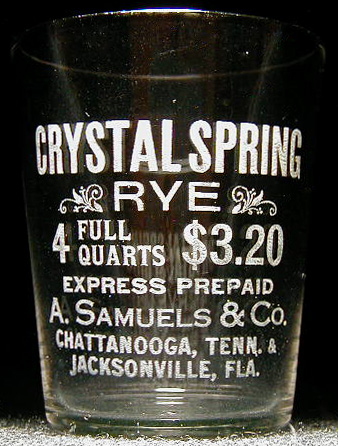 CRYSTAL SPRING
RYE
4 FULL QUARTS $3.20
EXPRESS PREPAID
A. SAMUELS & CO.
CHATTANOOGA, TENN. &
JACKSONVILLE, FLA.